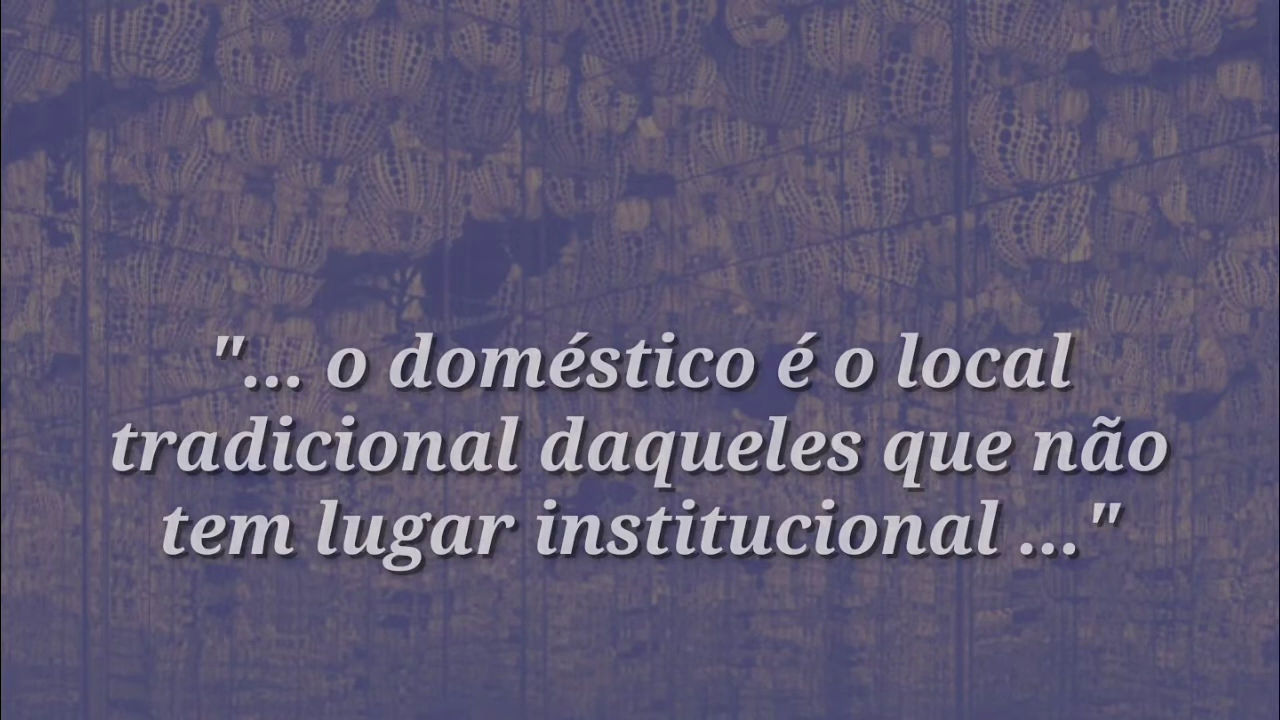 "... o doméstico é o local
tradicional daqueles que não
tem lugar institucional ..."